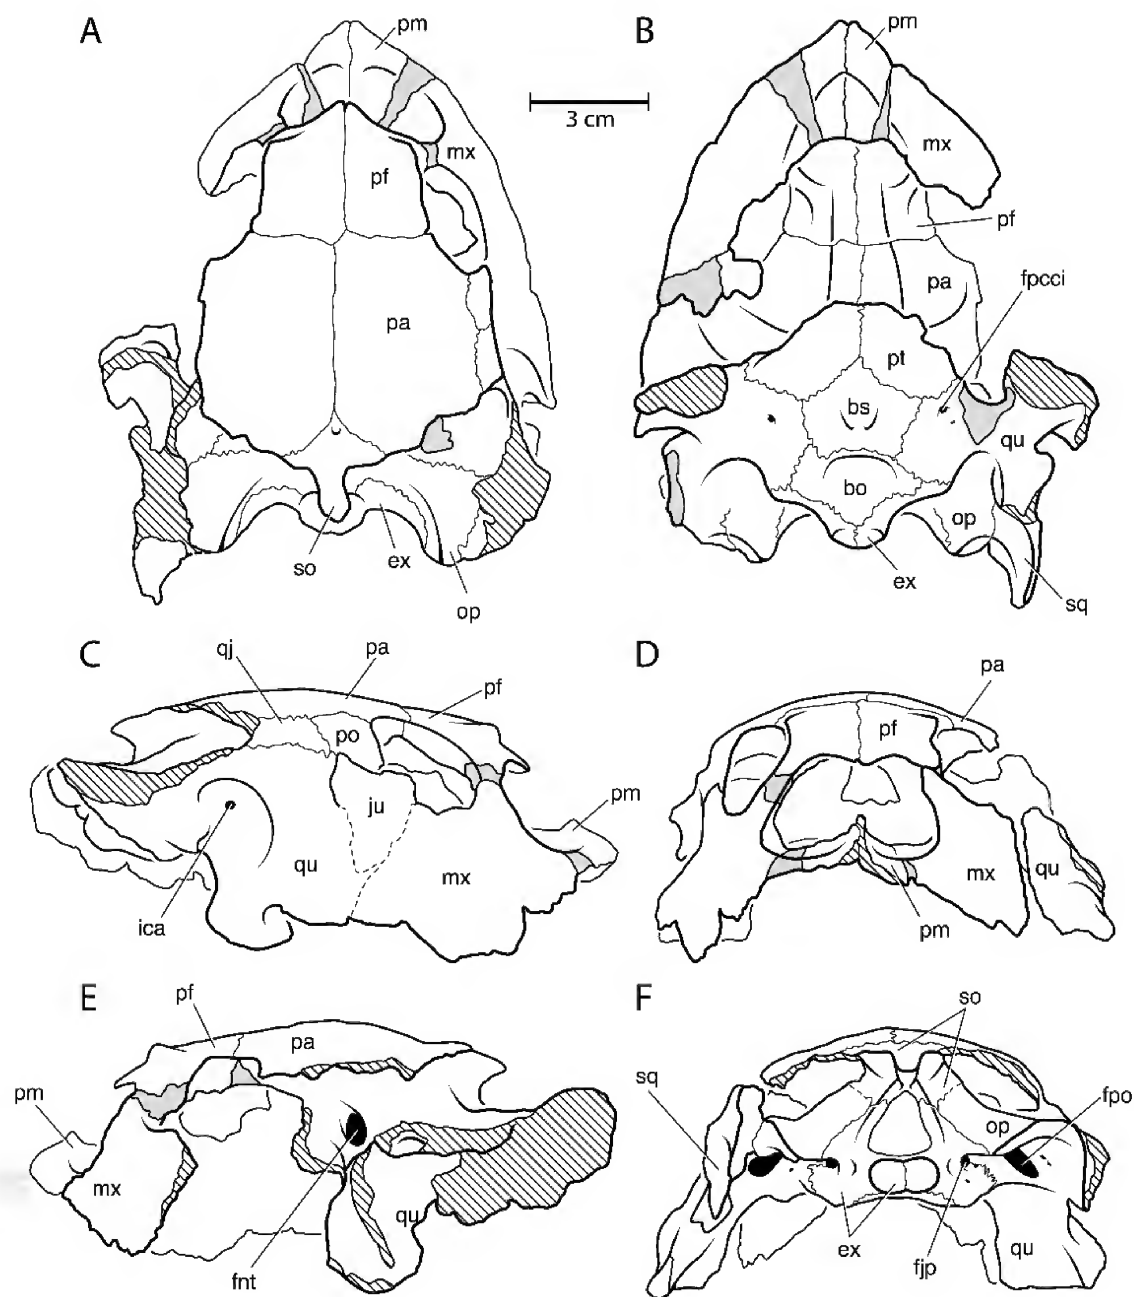 A
pm
mx
pf
pa
so
ex
op
3 cm
B
pm
mx
pf
pa
fpcci
pt
bs
qu
bo
op
ex
sq
C
qj
pa
pf
po
pm
ju
qu
mx
ica
D
pa
pf
mx
qu
pm
E
pf
pa
pm
mx
qu
fnt
F
so
sq
fpo
op
ex
fjp
qu